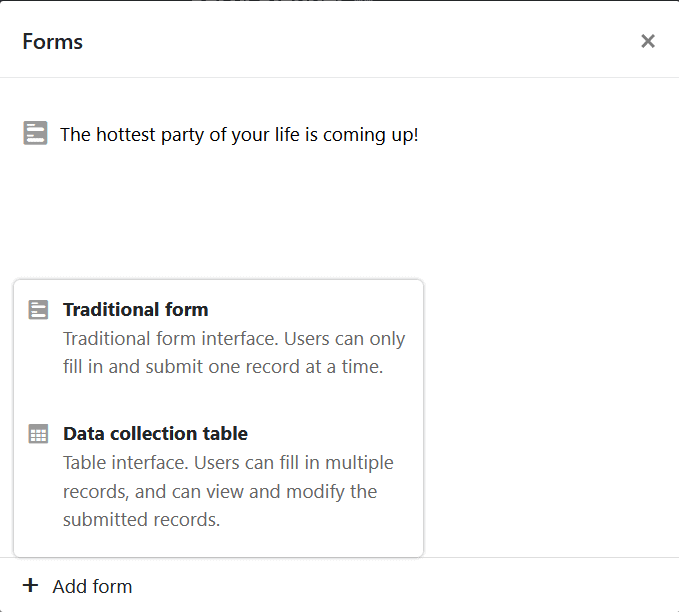 Forms
The hottest party of your life is coming up!
Traditional form
Traditional form interface. Users can only
fill in and submit one record at a time.
Data collection table
Table interface. Users can fill in multiple
records, and can view and modify the
submitted records.
Add form